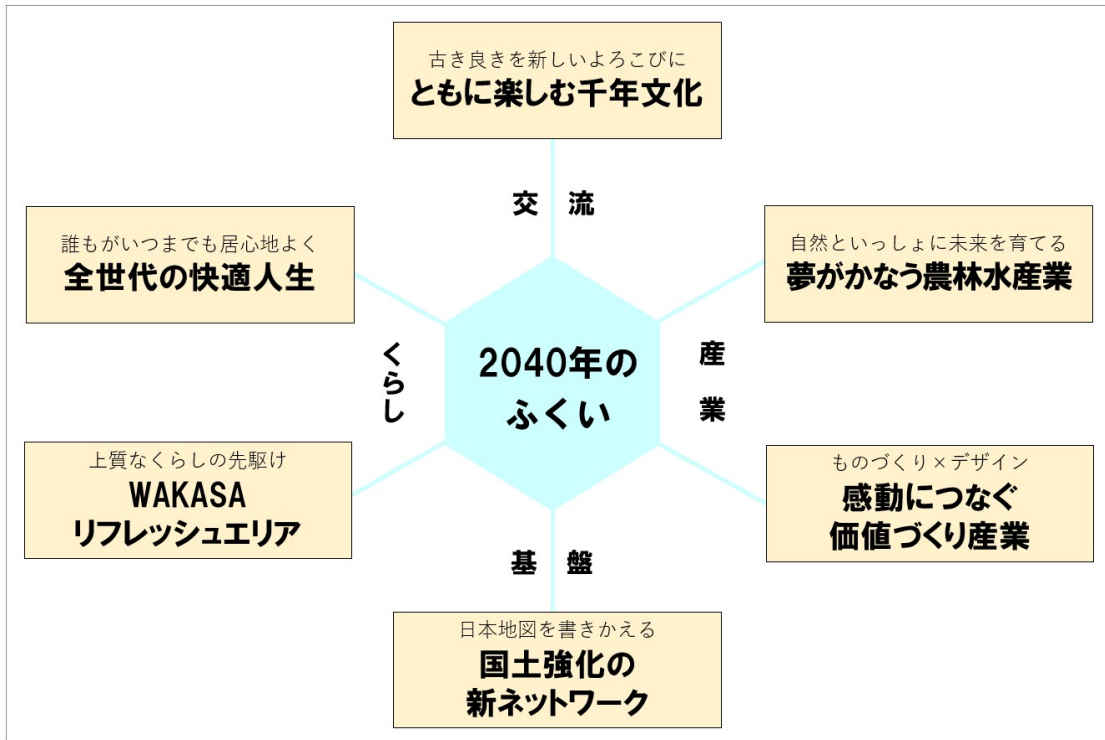 古き良きを新しいよろこびに
ともに楽しむ千年文化
交流
誰もがいつまでも居心地よく
全世代の快適人生
自然といっしょに未来を育てる
夢がかなう農林水産業
くらし
2040年の
ふくい
産業
上質なくらしの先駆け
WAKASA
リフレッシュエリア
ものづくり×デザイン
感動につなぐ
価値づくり産業
基盤
日本地図を書きかえる
国土強化の
新ネットワーク